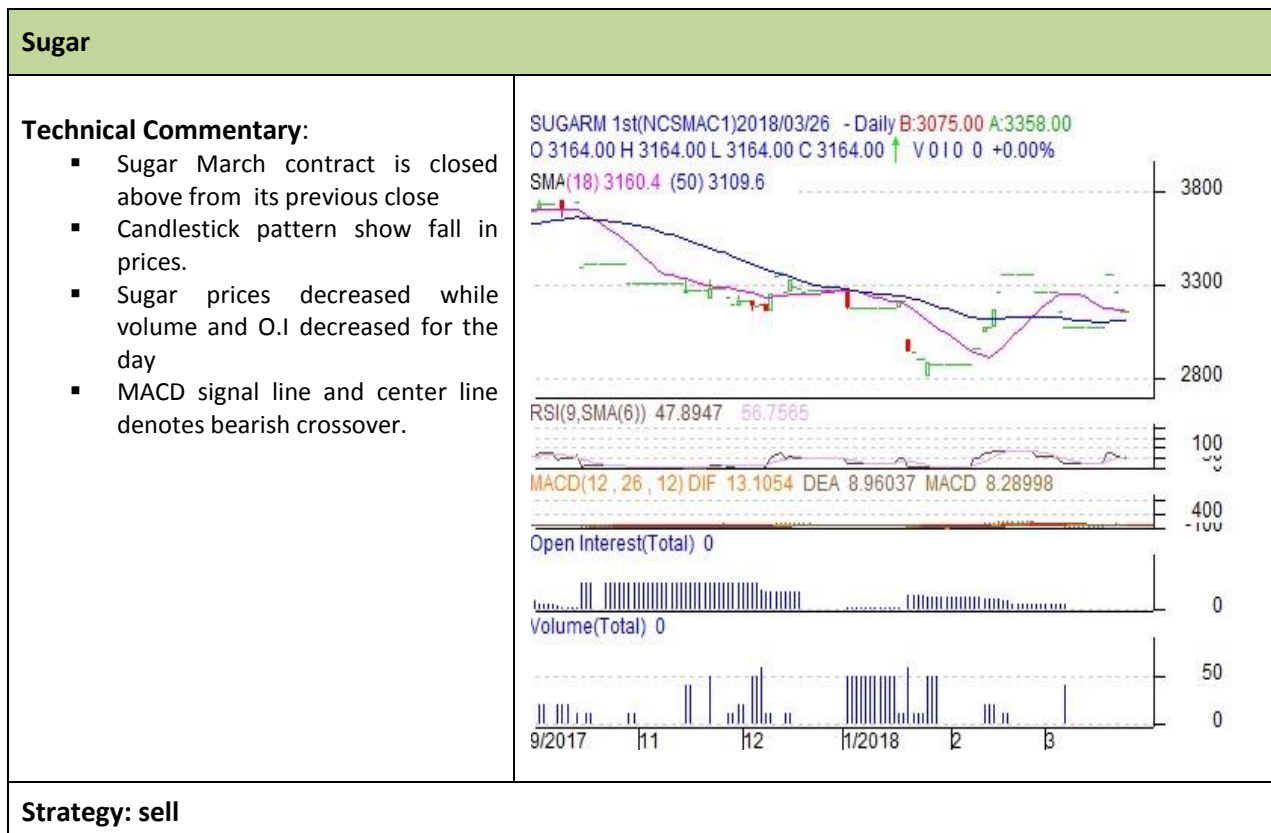 Sugar
Technical Commentary:
▪ Sugar March contract is closed
above from its previous close
▪ Candlestick pattern show fall in
prices.
▪ Sugar prices decreased while
volume and O.I decreased for the
day
▪ MACD signal line and center line
denotes bearish crossover.
SUGARM 1st(NCSMAC1)2018/03/26 - Daily B:3075.00 A:3358.00
O 3164.00 H 3164.00 L 3164.00 C 3164.00 ↑ V 0 I 0 0 +0.00%
SMA(18) 3160.4 (50) 3109.6
3800
3300
2800
RSI(9,SMA(6)) 47.8947 56.7565
100
MACD(12 , 26 , 12) DIF 13.1054 DEA 8.96037 MACD 8.28998
400
-100
Open Interest(Total) 0
0
Volume(Total) 0
50
0
9/2017 11 12 1/2018 2 3
Strategy: sell